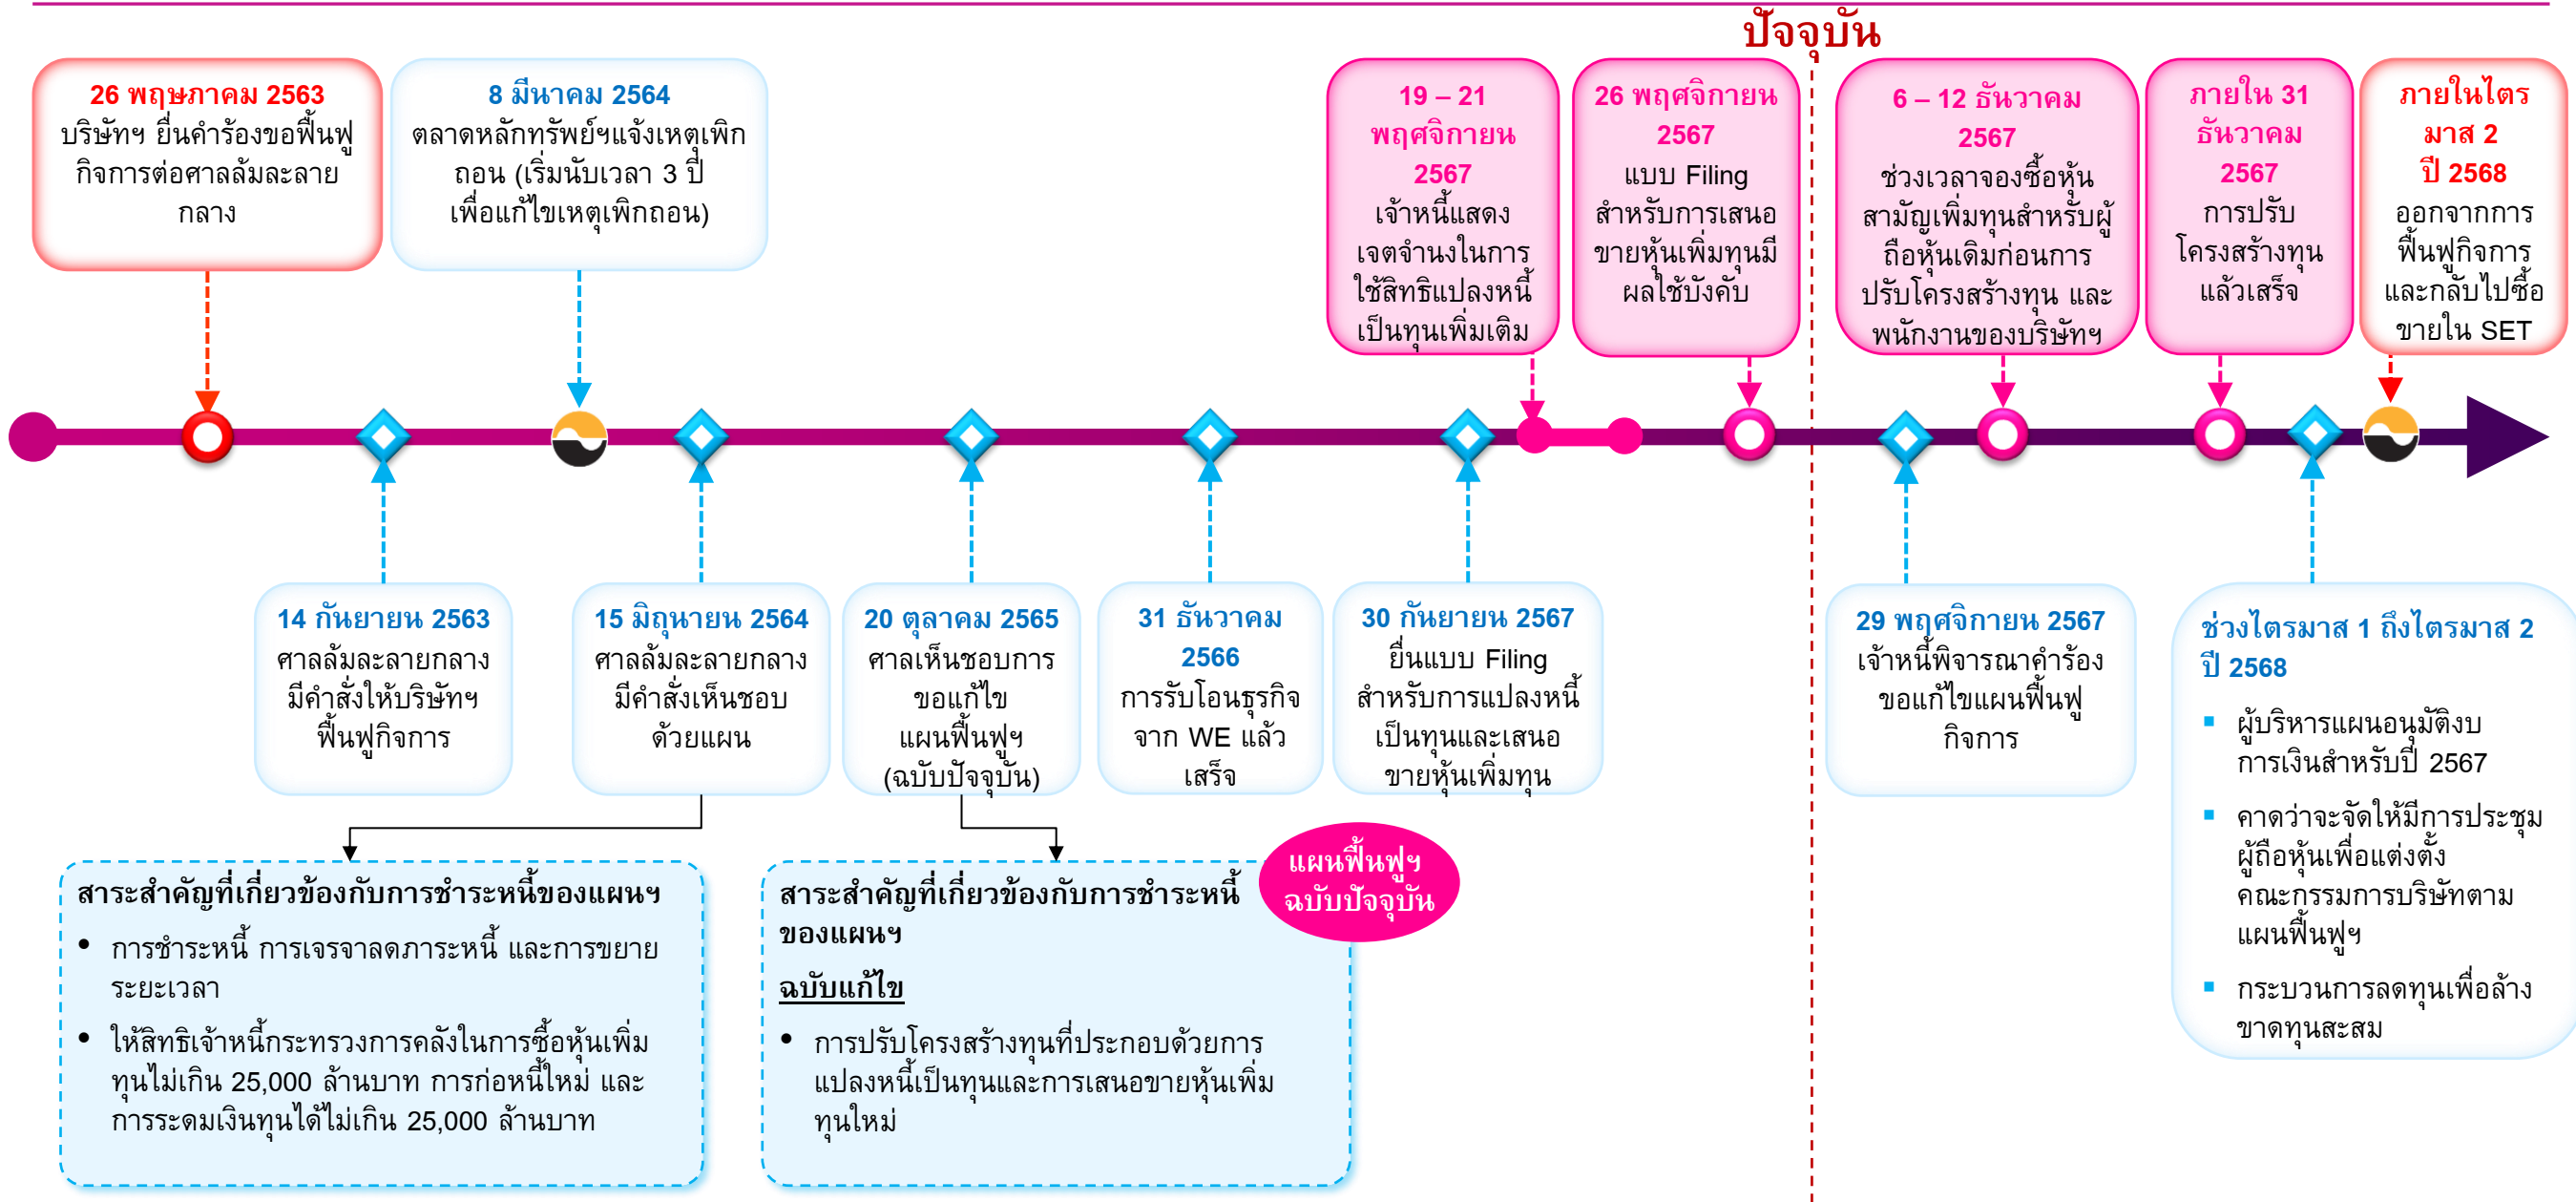 ปัจจุบัน
26 พฤษภาคม 2563
บริษัทฯ ยื่นคำร้องขอฟื้นฟู
กิจการต่อศาลล้มละลาย
กลาง
8 มีนาคม 2564
ตลาดหลักทรัพย์ฯแจ้งเหตุเพิก
ถอน (เริ่มนับเวลา 3 ปี
เพื่อแก้ไขเหตุเพิกถอน)
19 – 21
พฤศจิกายน
2567
เจ้าหนี้แสดง
เจตจำนงในการ
ใช้สิทธิแปลงหนี้
เป็นทุนเพิ่มเติม
26 พฤศจิกายน
2567
แบบ Filing
สำหรับการเสนอ
ขายหุ้นเพิ่มทุนมี
ผลใช้บังคับ
6 – 12 ธันวาคม
2567
ช่วงเวลาจองซื้อหุ้น
สามัญเพิ่มทุนสำหรับผู้
ถือหุ้นเดิมก่อนการ
ปรับโครงสร้างทุน และ
พนักงานของบริษัทฯ
ภายใน 31
ธันวาคม
2567
การปรับ
โครงสร้างทุน
แล้วเสร็จ
ภายในไตร
มาส 2
ปี 2568
ออกจากการ
ฟื้นฟูกิจการ
และกลับไปซื้อ
ขายใน SET
14 กันยายน 2563
ศาลล้มละลายกลาง
มีคำสั่งให้บริษัทฯ
ฟื้นฟูกิจการ
15 มิถุนายน 2564
ศาลล้มละลายกลาง
มีคำสั่งเห็นชอบ
ด้วยแผน
20 ตุลาคม 2565
ศาลเห็นชอบการ
ขอแก้ไข
แผนฟื้นฟูฯ
(ฉบับปัจจุบัน)
31 ธันวาคม
2566
การรับโอนธุรกิจ
จาก WE แล้ว
เสร็จ
30 กันยายน 2567
ยื่นแบบ Filing
สำหรับการแปลงหนี้
เป็นทุนและเสนอ
ขายหุ้นเพิ่มทุน
29 พฤศจิกายน 2567
เจ้าหนี้พิจารณาคำร้อง
ขอแก้ไขแผนฟื้นฟู
กิจการ
ช่วงไตรมาส 1 ถึงไตรมาส 2
ปี 2568
▪ ผู้บริหารแผนอนุมัติงบ
การเงินสำหรับปี 2567
▪ คาดว่าจะจัดให้มีการประชุม
ผู้ถือหุ้นเพื่อแต่งตั้ง
คณะกรรมการบริษัทตาม
แผนฟื้นฟูฯ
▪ กระบวนการลดทุนเพื่อล้าง
ขาดทุนสะสม
สาระสำคัญที่เกี่ยวข้องกับการชำระหนี้ของแผนฯ
• การชำระหนี้ การเจรจาลดภาระหนี้ และการขยาย
ระยะเวลา
• ให้สิทธิเจ้าหนี้กระทรวงการคลังในการซื้อหุ้นเพิ่ม
ทุนไม่เกิน 25,000 ล้านบาท การก่อหนี้ใหม่ และ
การระดมเงินทุนได้ไม่เกิน 25,000 ล้านบาท
สาระสำคัญที่เกี่ยวข้องกับการชำระหนี้
ของแผนฯ
ฉบับแก้ไข
• การปรับโครงสร้างทุนที่ประกอบด้วยการ
แปลงหนี้เป็นทุนและการเสนอขายหุ้นเพิ่ม
ทุนใหม่
แผนฟื้นฟูฯ
ฉบับปัจจุบัน